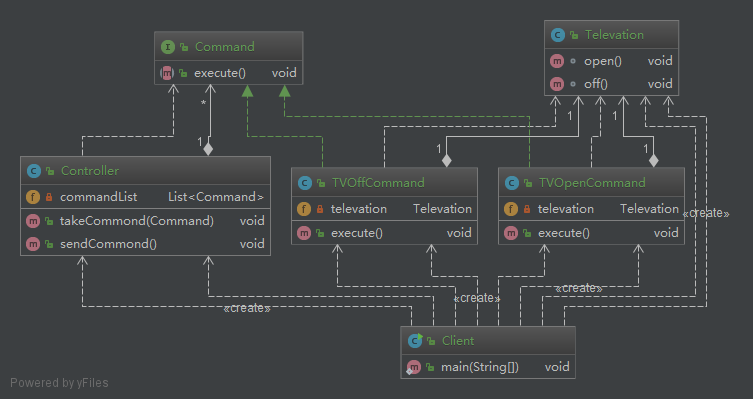 Command
execute() void
Televation
open() void
off() void
*
1
1
1
1
1
Controller
commandList List<Command>
takeCommond(Command) void
sendCommond() void
TVOffCommand
televation Televation
execute() void
TVOpenCommand
televation Televation
execute() void
«create»
«create»
«create»
«create»
Client
main(String[]) void
Powered by yFiles